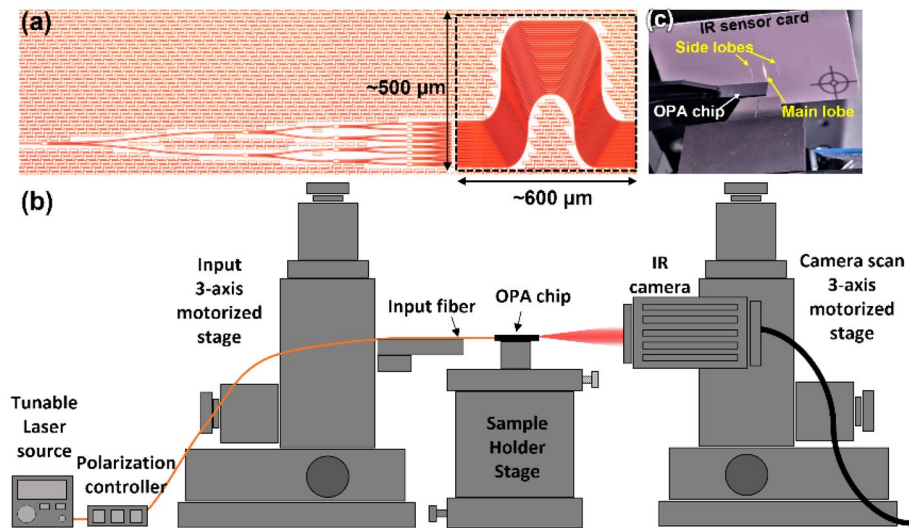 (a)
~500 μm
~600 μm
(c)
IR sensor card
Side lobes
OPA chip
Main lobe
(b)
Input
3-axis
motorized
stage
Input fiber
OPA chip
IR
camera
Camera scan
3-axis
motorized
stage
Tunable
Laser
source
Polarization
controller
Sample
Holder
Stage